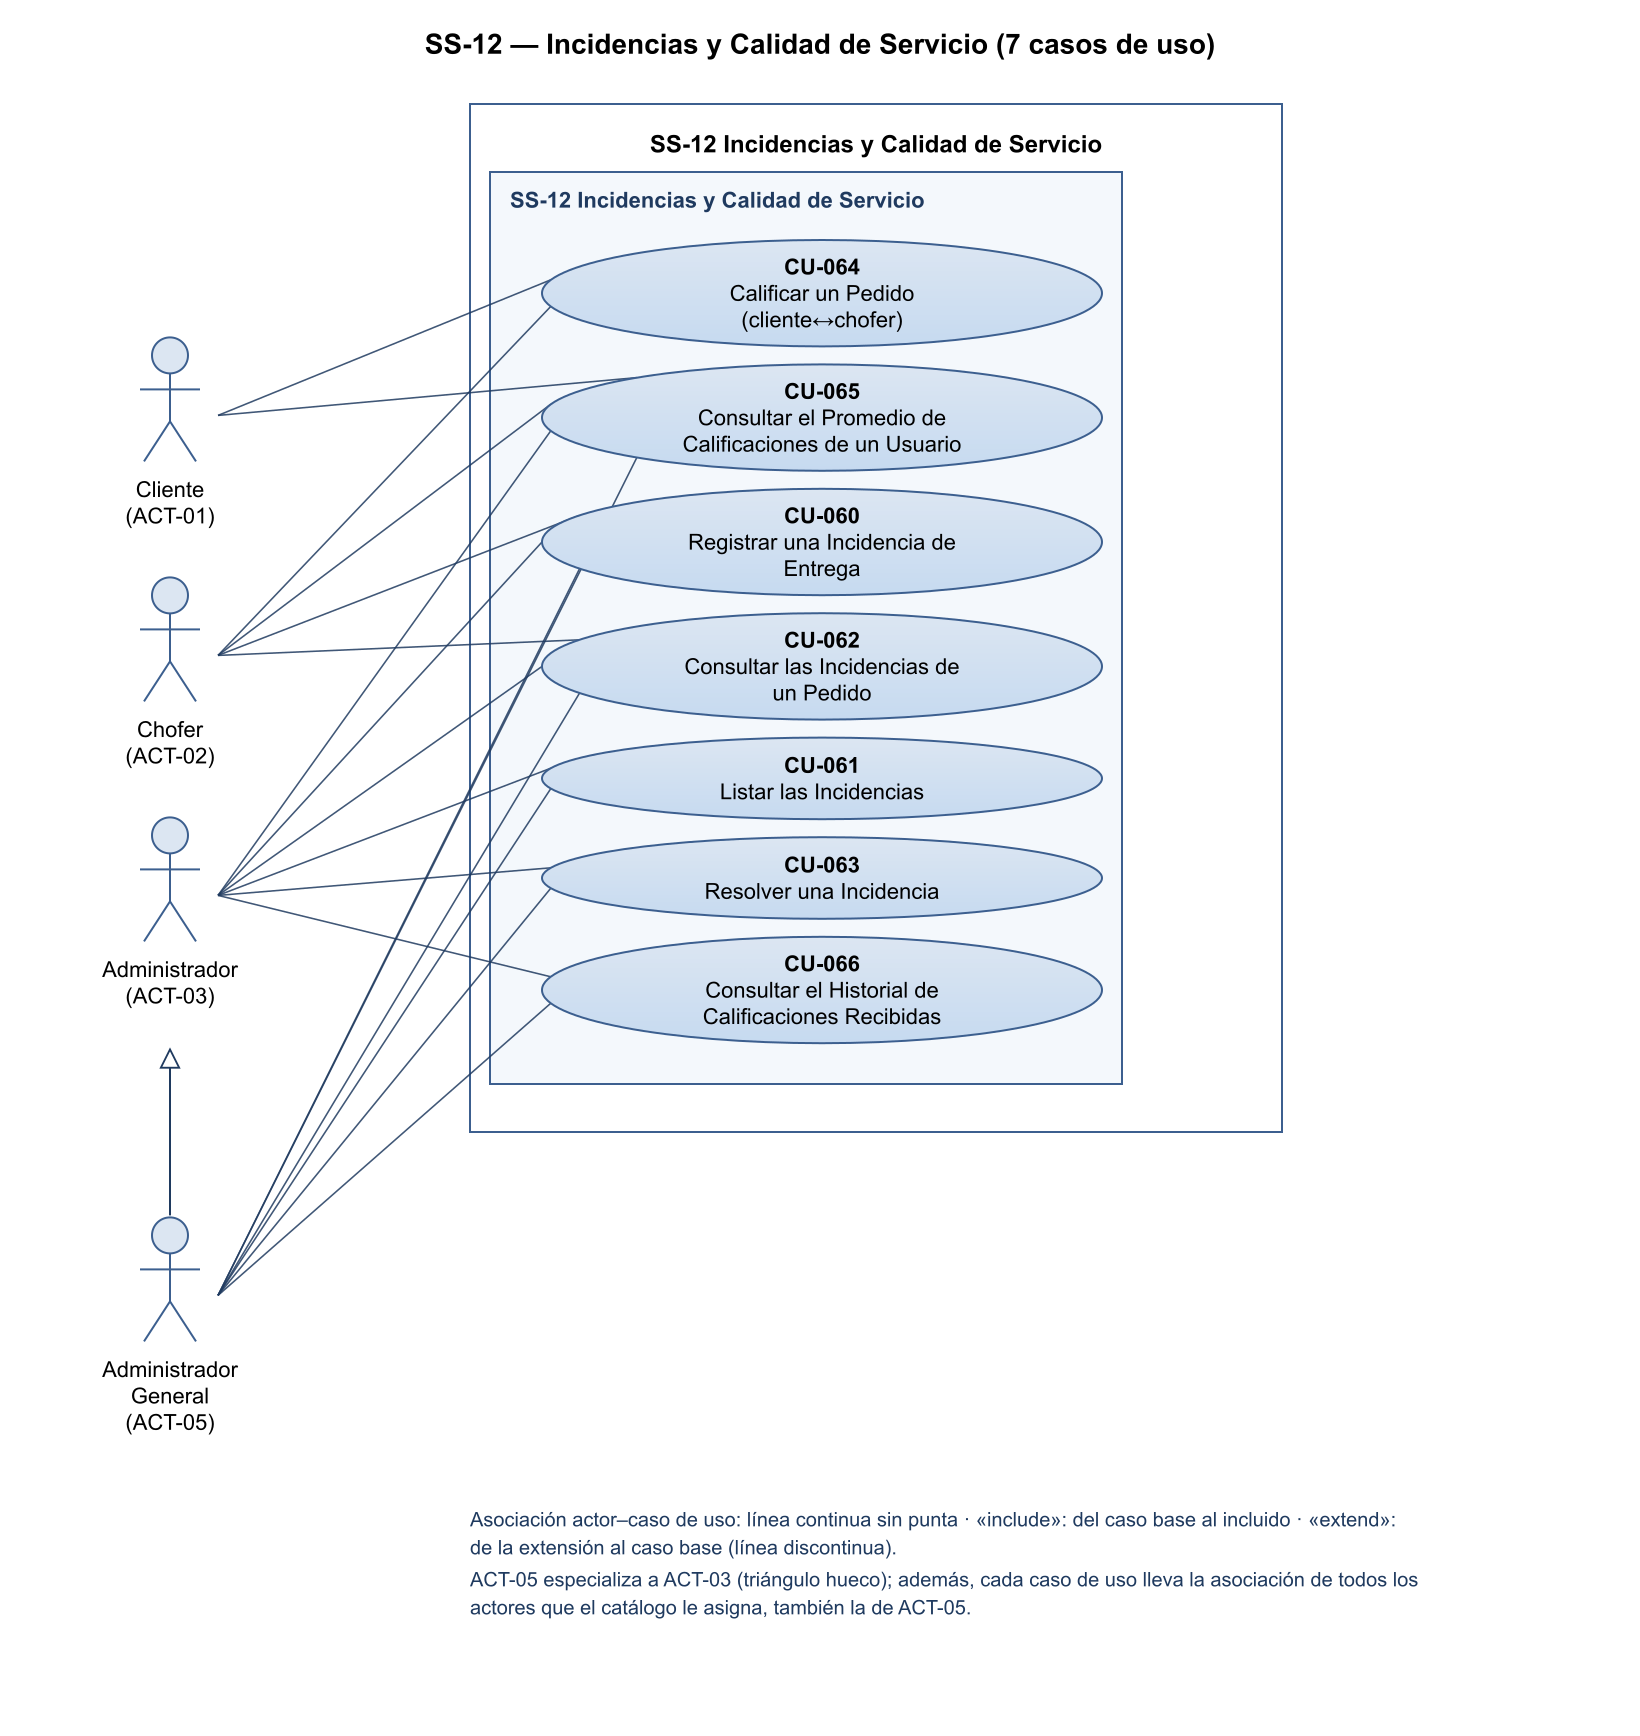 SS-12 — Incidencias y Calidad de Servicio (7 casos de uso)
SS-12 Incidencias y Calidad de Servicio
SS-12 Incidencias y Calidad de Servicio
CU-064
Calificar un Pedido
(cliente↔chofer)
CU-065
Consultar el Promedio de
Calificaciones de un Usuario
CU-060
Registrar una Incidencia de
Entrega
CU-062
Consultar las Incidencias de
un Pedido
CU-061
Listar las Incidencias
CU-063
Resolver una Incidencia
CU-066
Consultar el Historial de
Calificaciones Recibidas
Cliente
(ACT-01)
Chofer
(ACT-02)
Administrador
(ACT-03)
Administrador
General
(ACT-05)
Asociación actor–caso de uso: línea continua sin punta · «include»: del caso base al incluido · «extend»:
de la extensión al caso base (línea discontinua).
ACT-05 especializa a ACT-03 (triángulo hueco); además, cada caso de uso lleva la asociación de todos los
actores que el catálogo le asigna, también la de ACT-05.